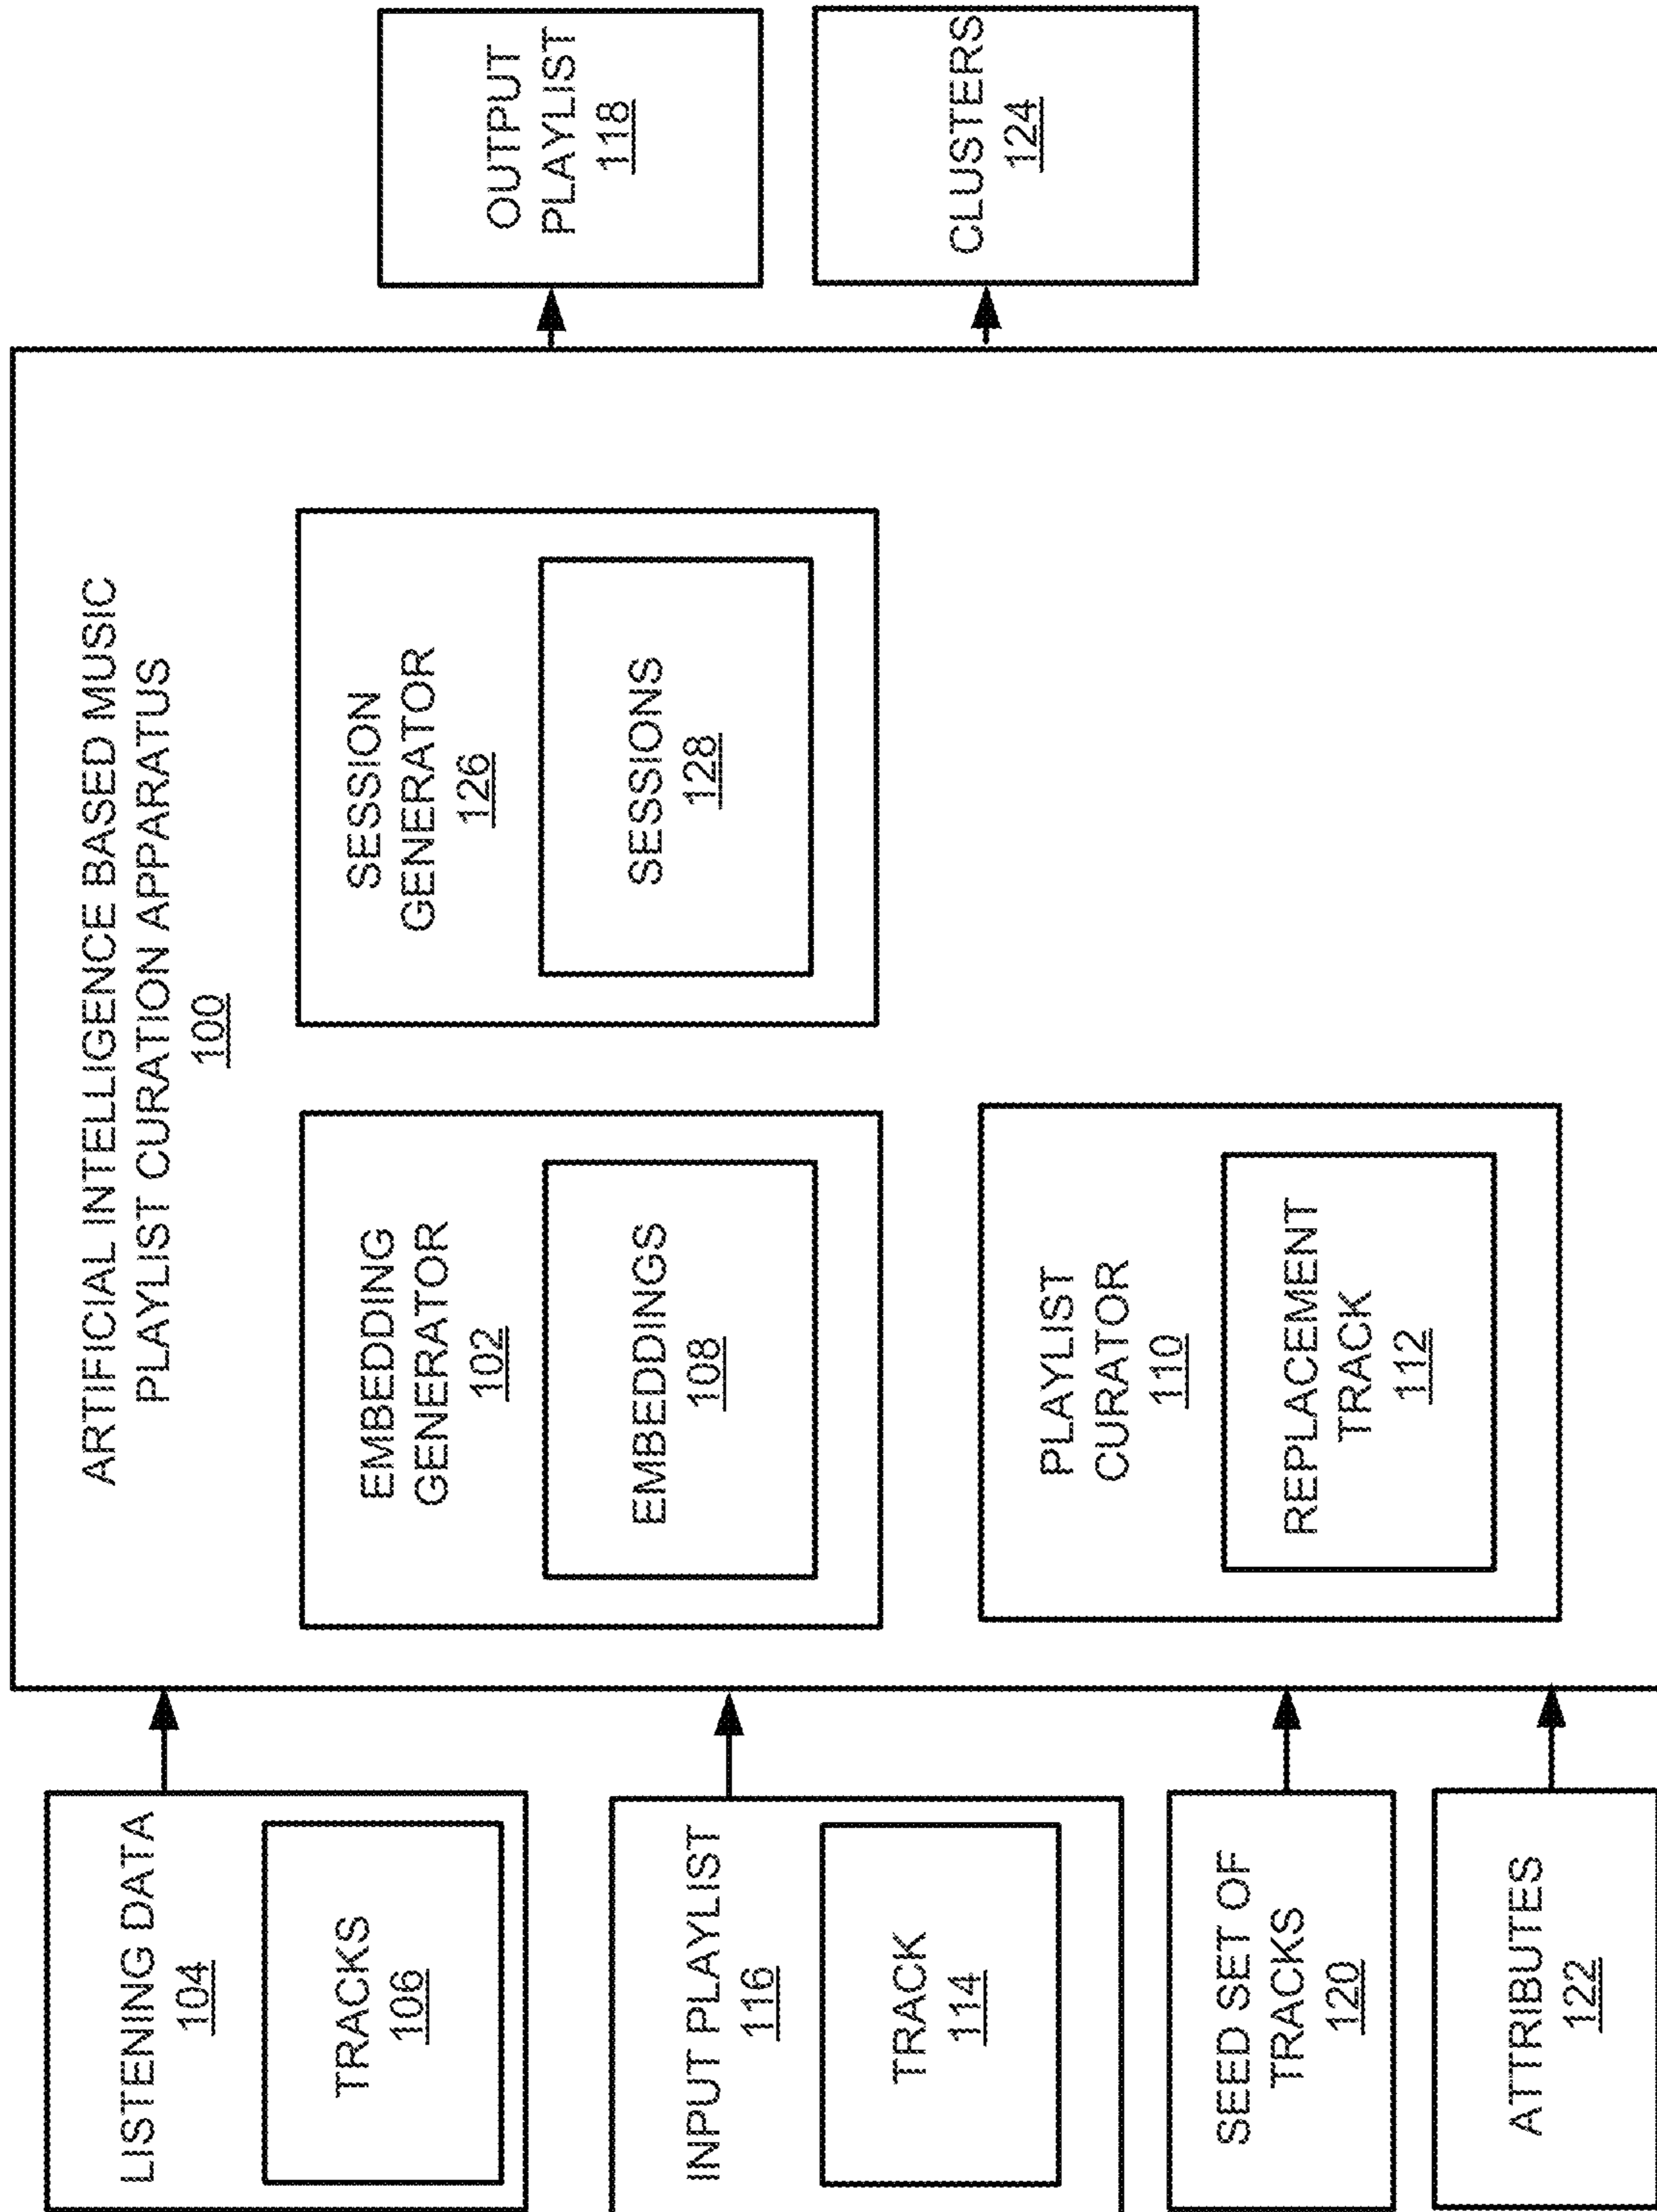 ARTIFICIAL INTELLIGENCE BASED MUSIC
PLAYLIST CURATION APPARATUS
100
LISTENING DATA
104
TRACKS
106
INPUT PLAYLIST
116
TRACK
114
SEED SET OF
TRACKS
120
ATTRIBUTES
122
EMBEDDING
GENERATOR
102
EMBEDDINGS
108
SESSION
GENERATOR
126
SESSIONS
128
PLAYLIST
CURATOR
110
REPLACEMENT
TRACK
112
OUTPUT
PLAYLIST
118
CLUSTERS
124